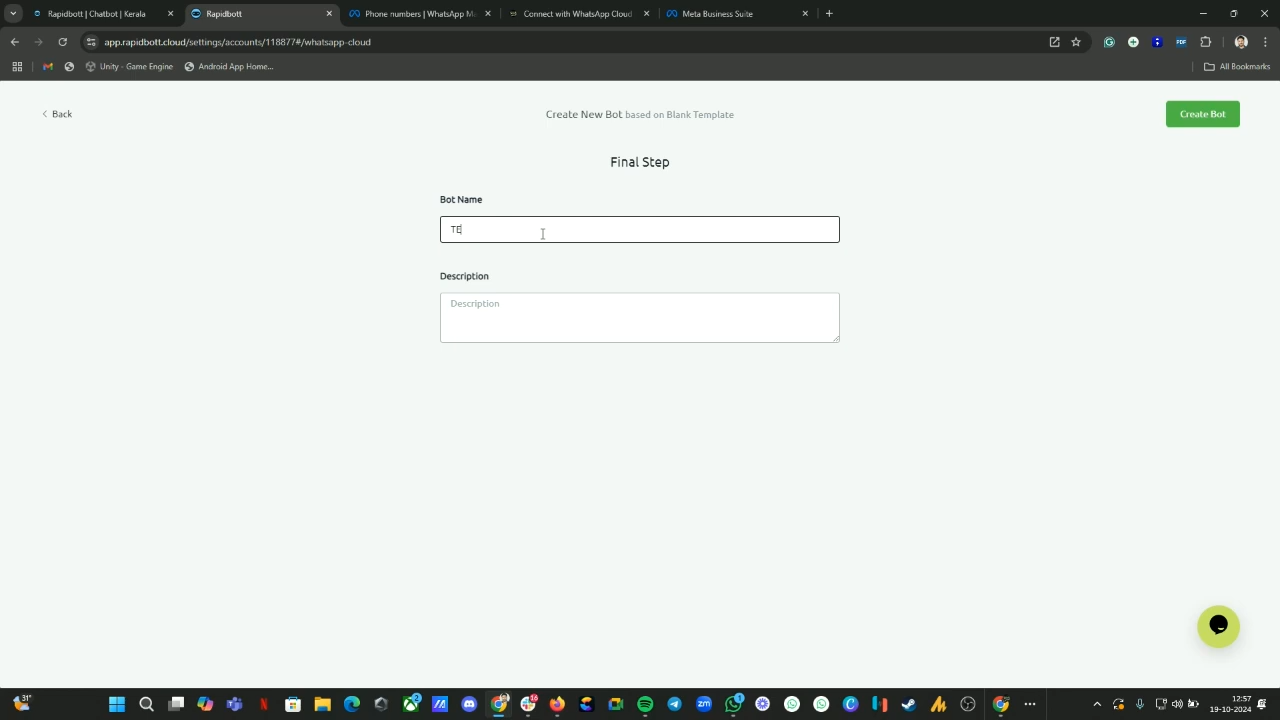 Rapidbott | Chatbot | Kerala
Rapidbott
Phone numbers | WhatsApp M
Connect with WhatsApp Cloud
Meta Business Suite
app.rapidbott.cloud/settings/accounts/118877#/whatsapp-cloud
Unity - Game Engine
Android App Home...
All Bookmarks
Back
Create New Bot based on Blank Template
Create Bot
Final Step
Bot Name
TE
Description
Description
31°
12:57
19-10-2024